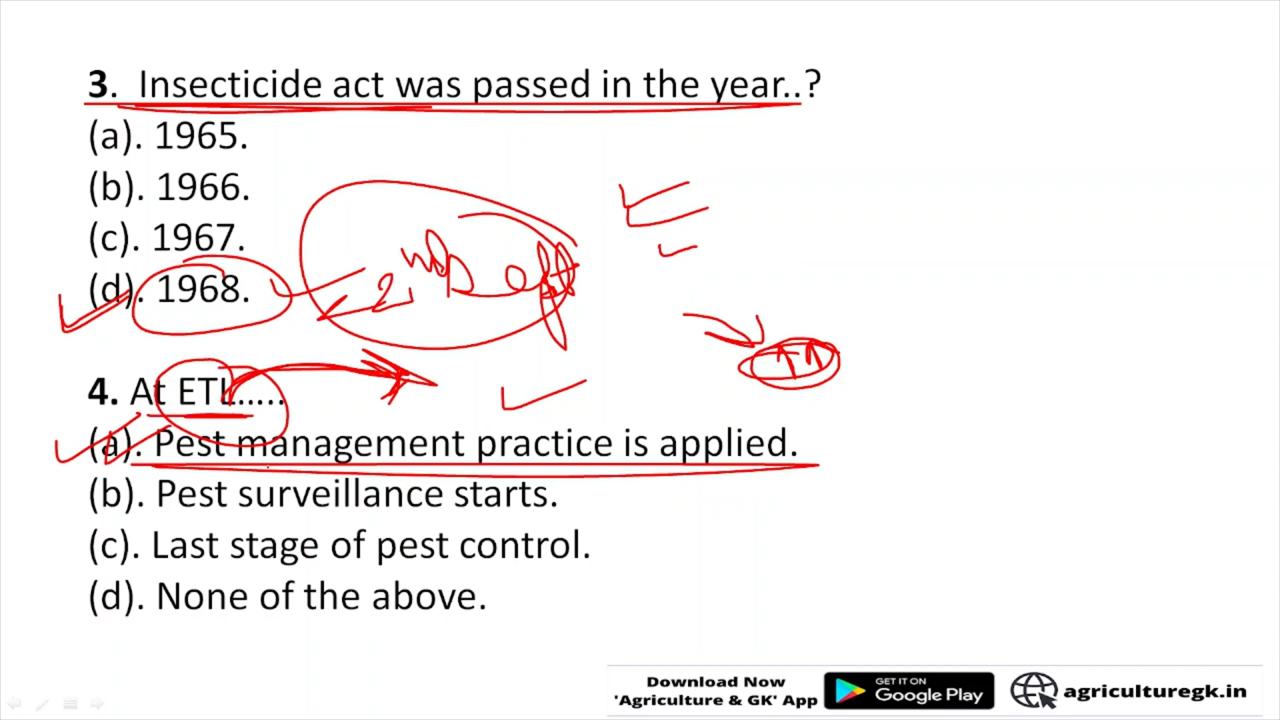 3. Insecticide act was passed in the year..?
(a). 1965.
(b). 1966.
(c). 1967.
(d). 1968.
4. At ETL.....
(a). Pest management practice is applied.
(b). Pest surveillance starts.
(c). Last stage of pest control.
(d). None of the above.
Download Now
'Agriculture & GK' App
GET IT ON
Google Play
agriculturegk.in